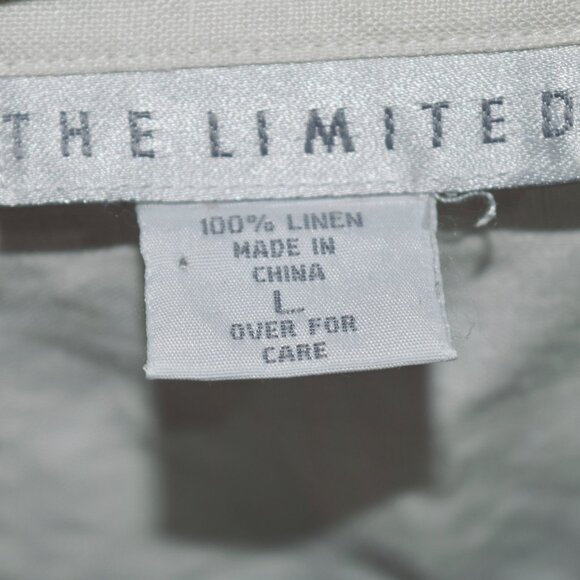 THE LIMITED
100% LINEN
MADE IN
CHINA
L
OVER FOR
CARE